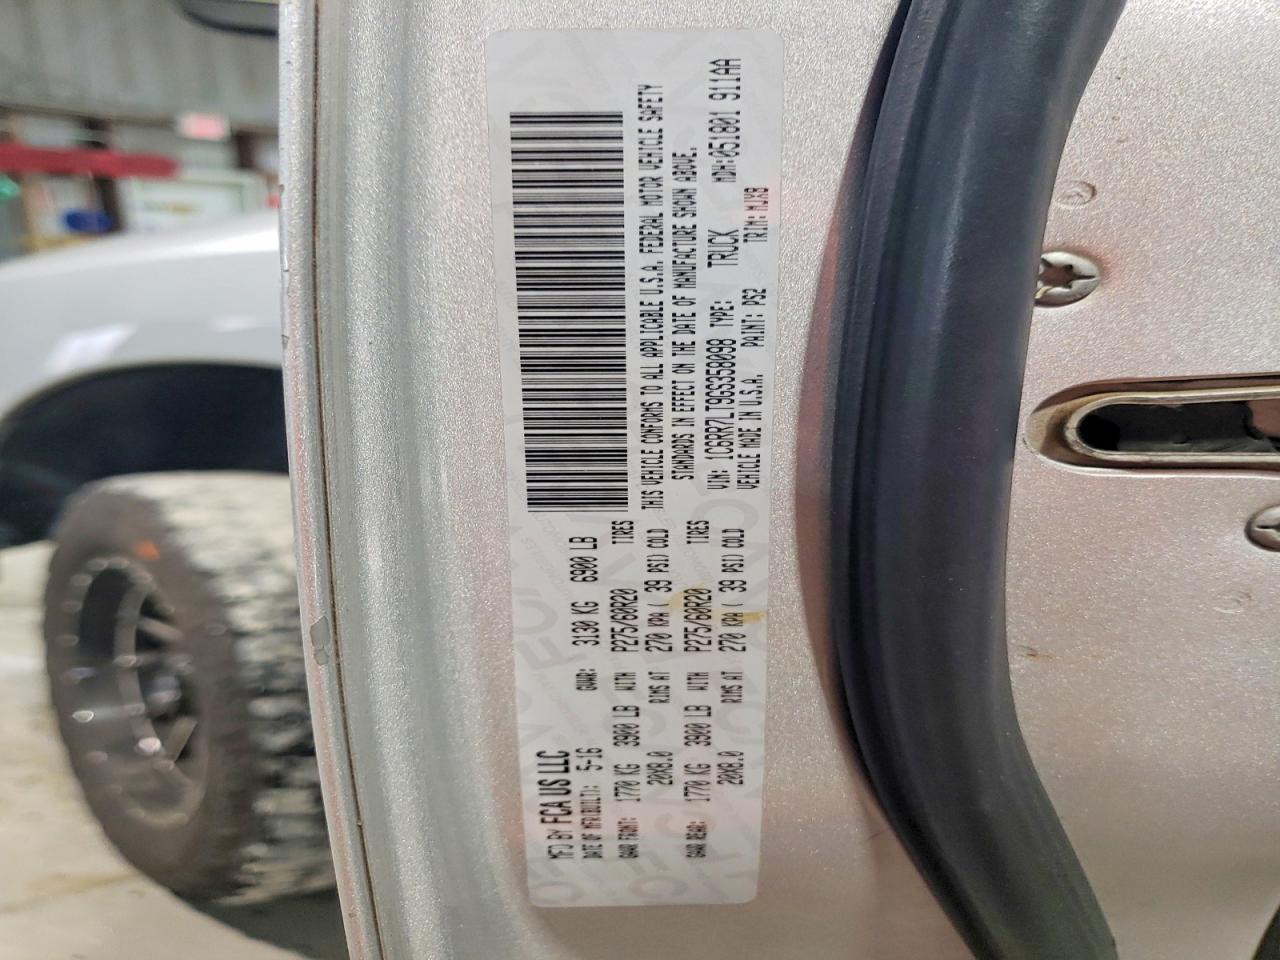 MFD BY FCA US LLC
DATE OF MFR(BUILT): 5-16 GVWR: 3130 KG 6900 LB
GAWR FRONT: 1770 KG 3900 LB WITH P275/60R20 TIRES
20X8.0 RIMS AT 270 KPA ( 39 PSI) COLD
GAWR REAR: 1770 KG 3900 LB WITH P275/60R20 TIRES
20X8.0 RIMS AT 270 KPA ( 39 PSI) COLD
THIS VEHICLE CONFORMS TO ALL APPLICABLE U.S.A. FEDERAL MOTOR VEHICLE SAFETY
STANDARDS IN EFFECT ON THE DATE OF MANUFACTURE SHOWN ABOVE.
VIN: 1C6RR7LT9GS358098 TYPE: TRUCK MDH:051801 911AA
VEHICLE MADE IN U.S.A. PAINT: PS2 TRIM: MJX8